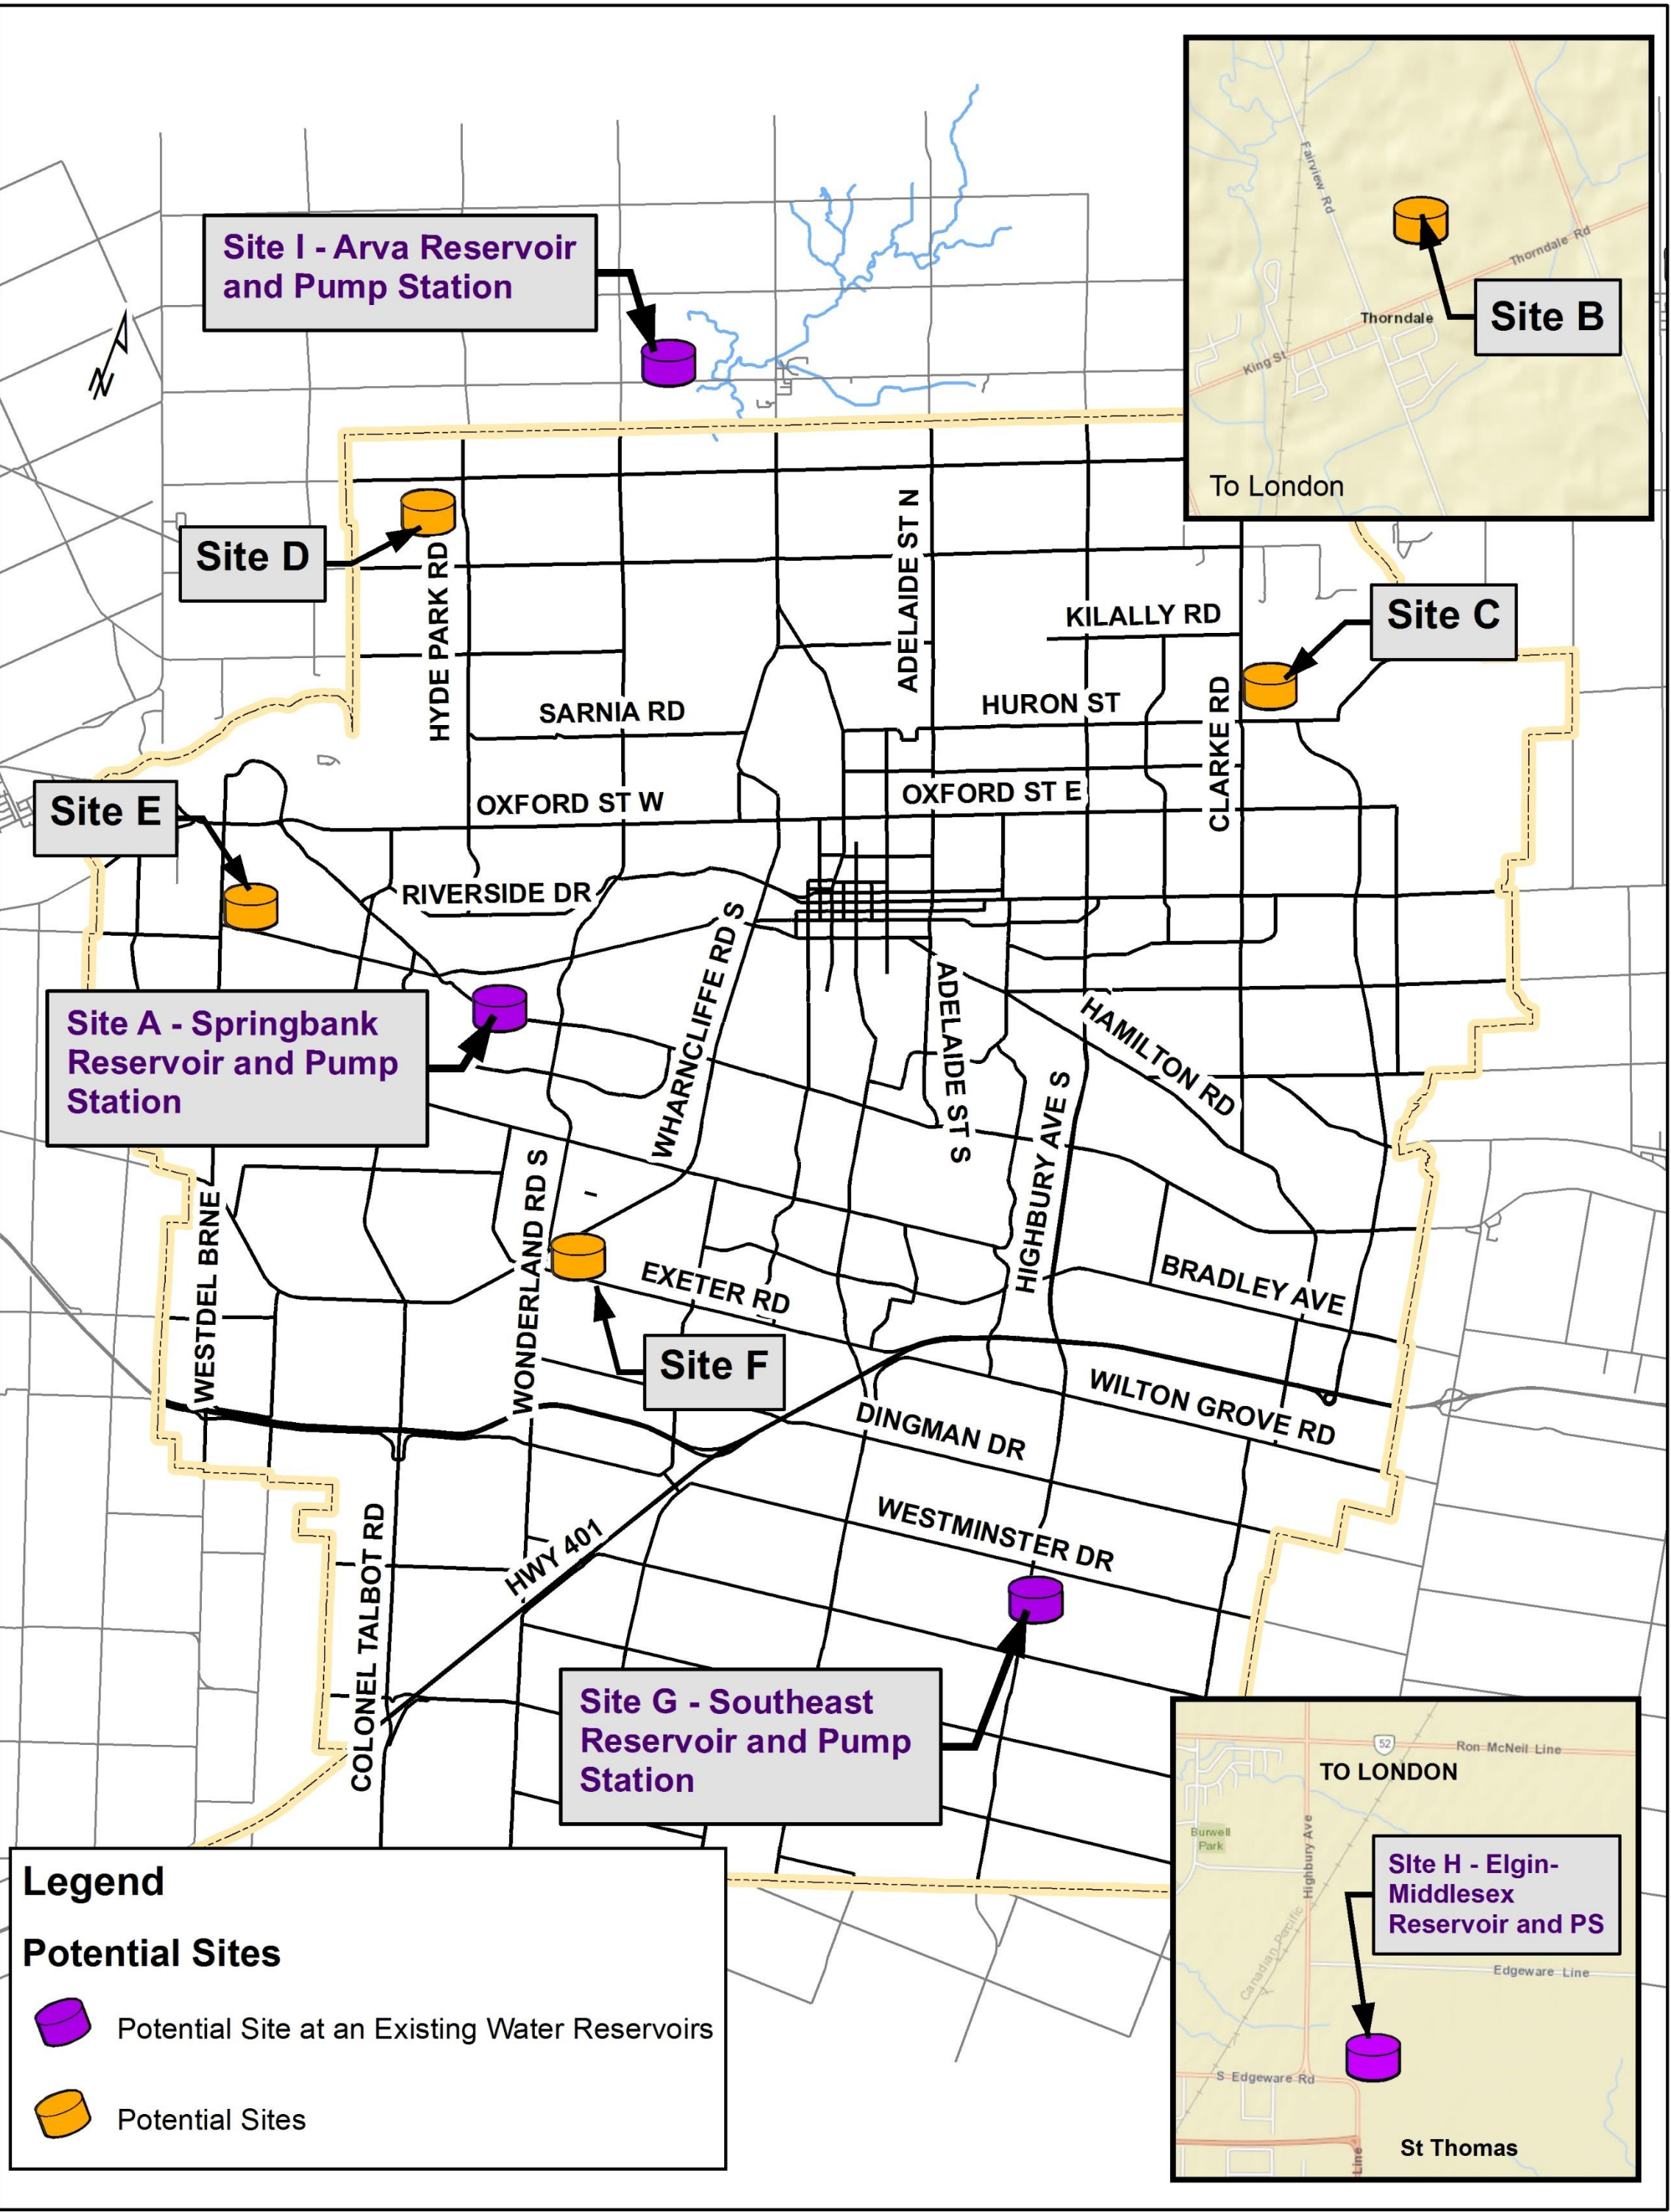 Site I - Arva Reservoir
and Pump Station
N
Fairview Rd
Thorndale Rd
Site B
Thorndale
King St
To London
Site D
HYDE PARK RD
ADELAIDE ST N
KILALLY RD
Site C
SARNIA RD
HURON ST
CLARKE RD
Site E
OXFORD ST W
OXFORD ST E
RIVERSIDE DR
WHARNCLIFFE RD S
Site A - Springbank
Reservoir and Pump
Station
ADELAIDE ST S
HAMILTON RD
HIGHBURY AVE S
WESTDEL BRNE
WONDERLAND RD S
EXETER RD
BRADLEY AVE
Site F
WILTON GROVE RD
DINGMAN DR
WESTMINSTER DR
HWY 401
COLONEL TALBOT RD
Site G - Southeast
Reservoir and Pump
Station
52
Ron McNeil Line
TO LONDON
Burwell
Park
Highbury Ave
Canadian Pacific
SIte H - Elgin-
Middlesex
Reservoir and PS
Edgeware Line
S Edgeware Rd
St Thomas
Line
Legend
Potential Sites
Potential Site at an Existing Water Reservoirs
Potential Sites